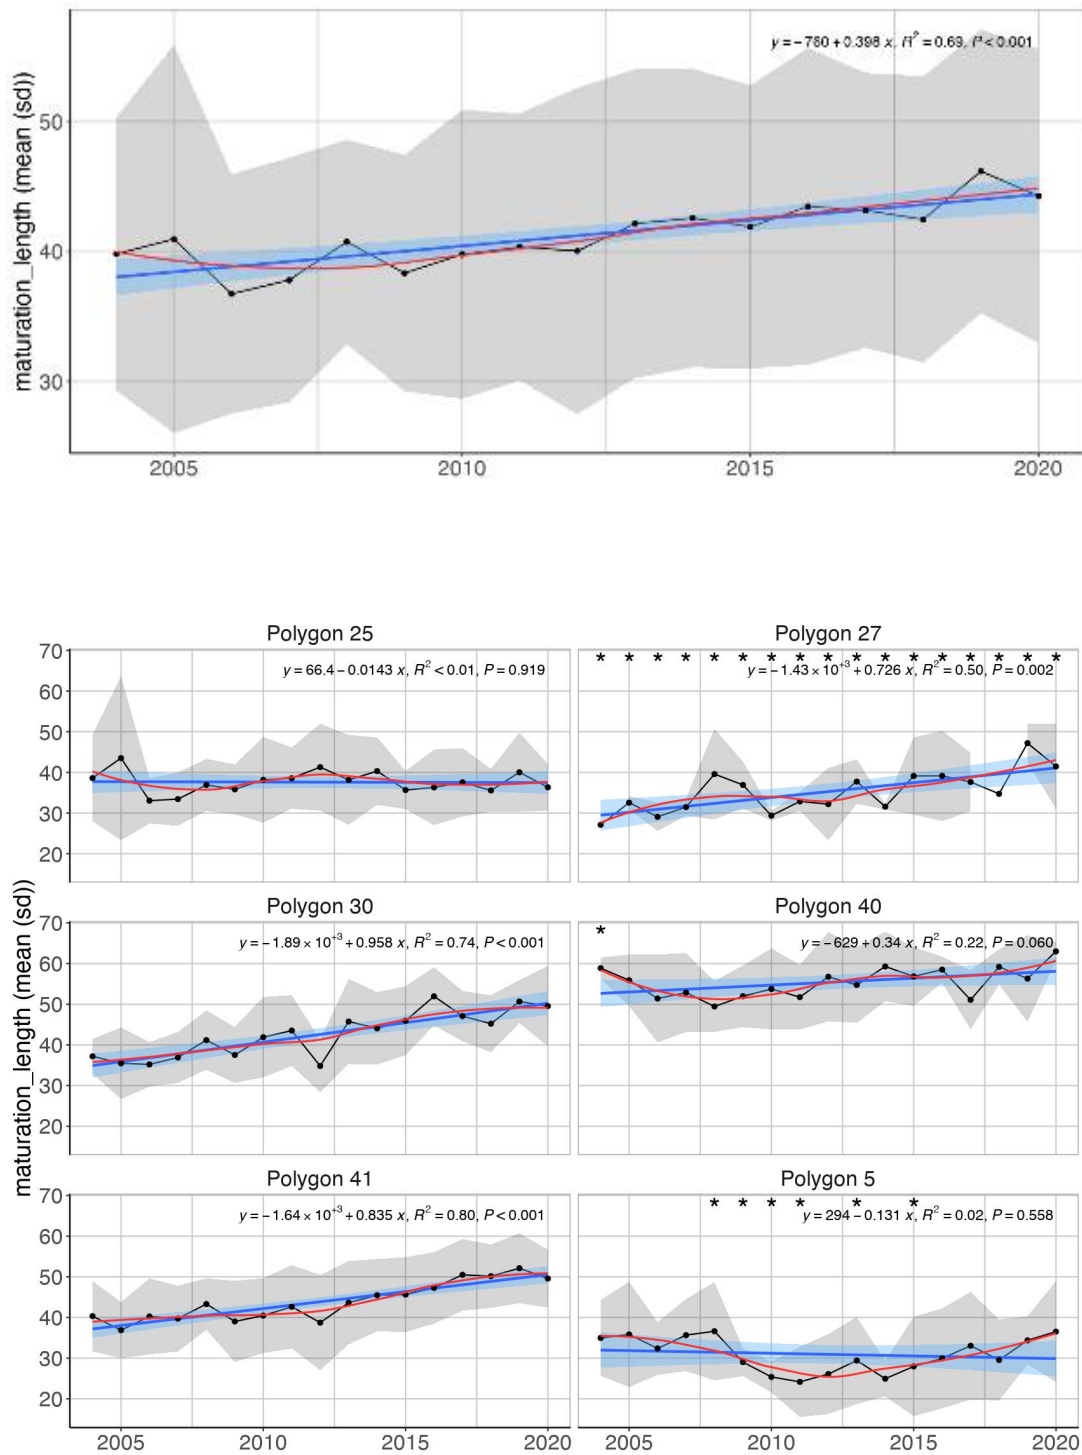 y = −760 + 0.398 x, R² = 0.69, P < 0.001
maturation_length (mean (sd))
50
40
30
2005 2010 2015 2020
Polygon 25 Polygon 27
70
* * * * * * * * * * * * * * * * *
y = 66.4 − 0.0143 x, R² < 0.01, P = 0.919
y = −1.43 × 10⁺³ + 0.726 x, R² = 0.50, P = 0.002
60
50
40
30
20
maturation_length (mean (sd))
Polygon 30 Polygon 40
70
*
y = −1.89 × 10⁺³ + 0.958 x, R² = 0.74, P < 0.001
y = −629 + 0.34 x, R² = 0.22, P = 0.060
60
50
40
30
20
Polygon 41 Polygon 5
70
* * * * * *
y = −1.64 × 10⁺³ + 0.835 x, R² = 0.80, P < 0.001
y = 294 − 0.131 x, R² = 0.02, P = 0.558
60
50
40
30
20
2005 2010 2015 2020 2005 2010 2015 2020